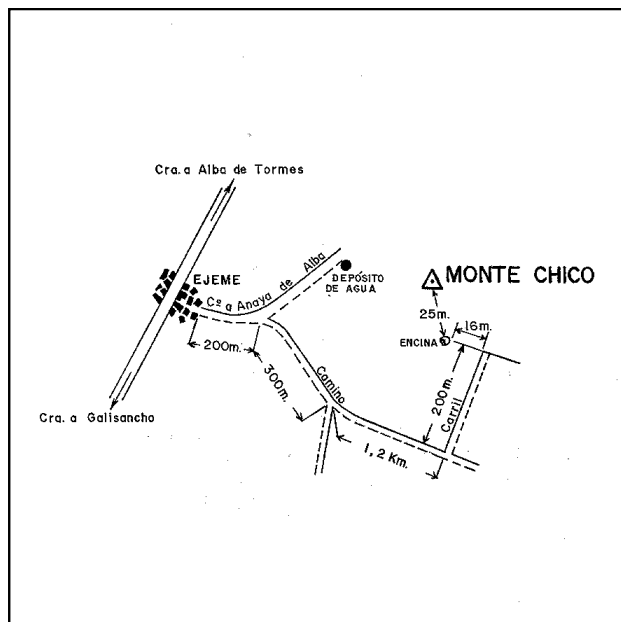 Cra. a Alba de Tormes
EJEME
Cº a Anaya de Alba
DEPÓSITO
DE AGUA
MONTE CHICO
25m.
16m.
ENCINA
200m.
300m.
Camino
200m.
Carril
Cra. a Galisancho
1,2 Km.